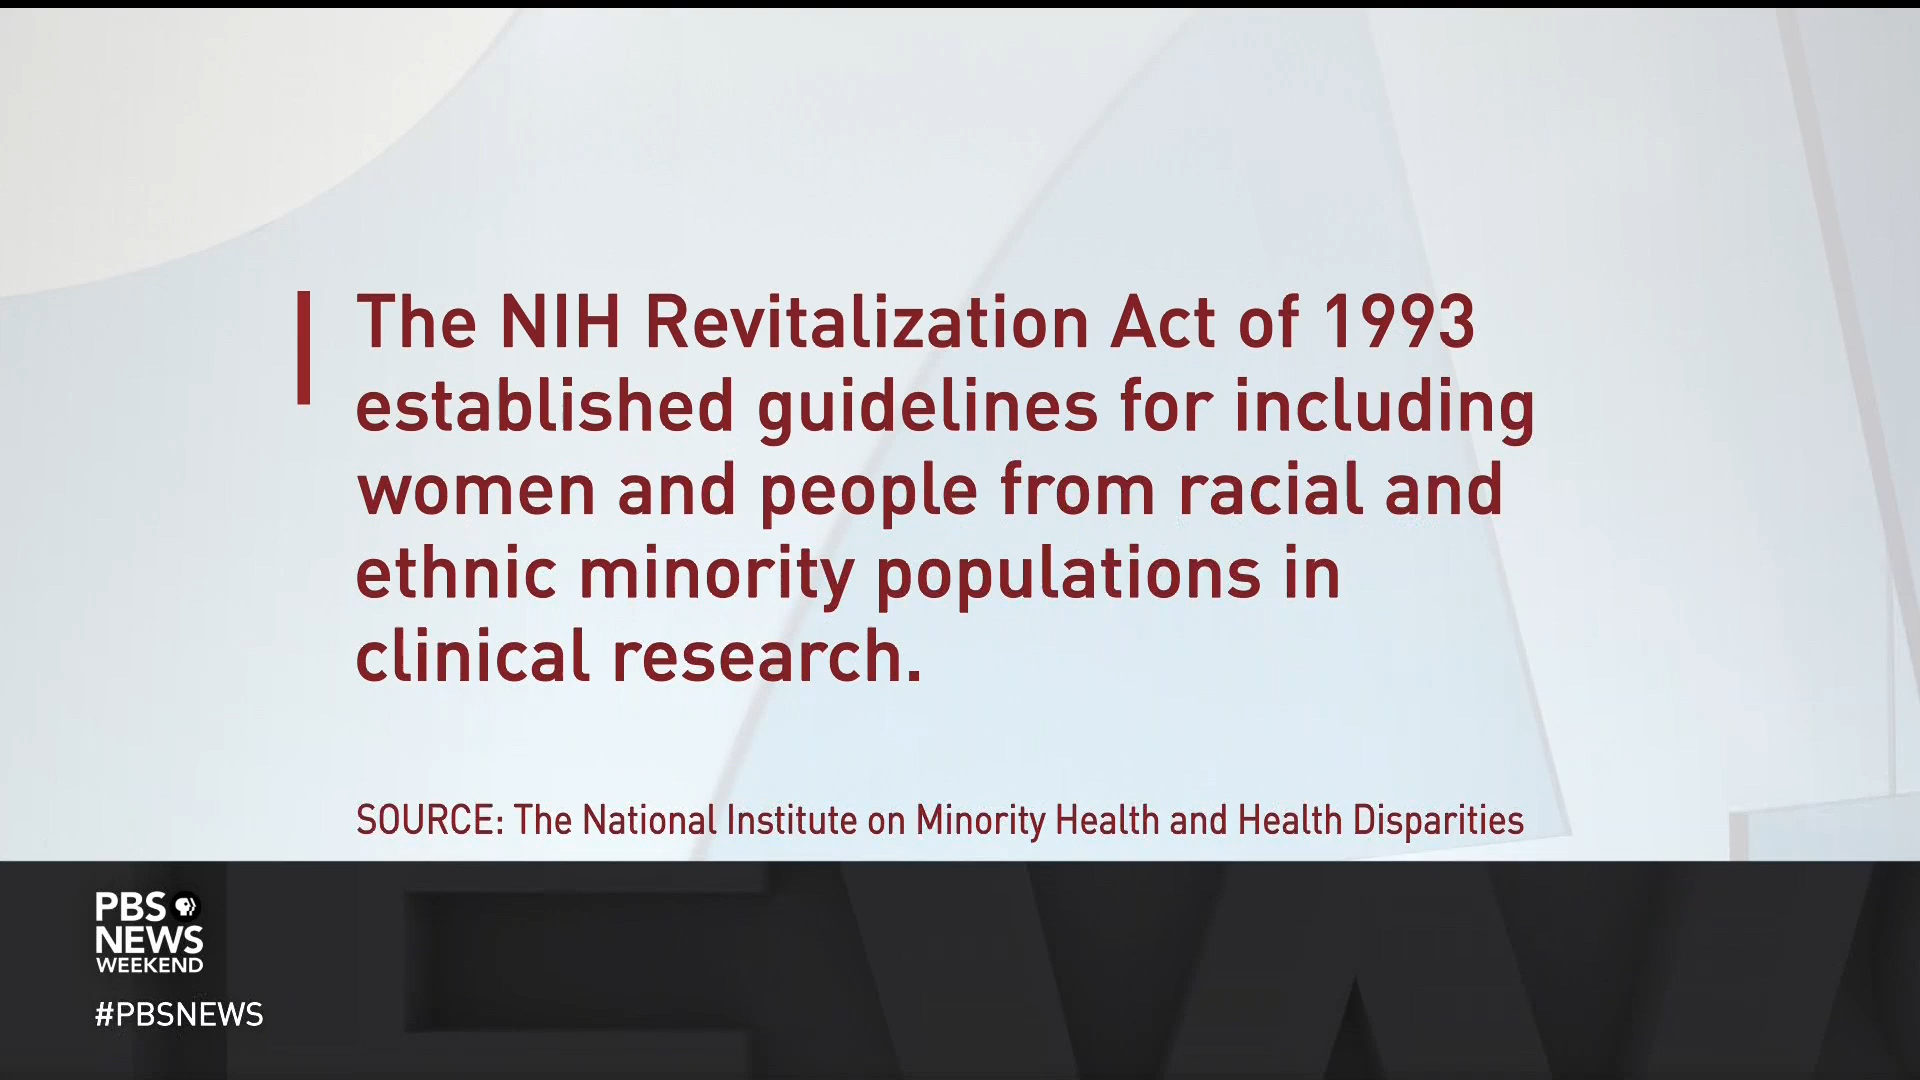 The NIH Revitalization Act of 1993
established guidelines for including
women and people from racial and
ethnic minority populations in
clinical research.
SOURCE: The National Institute on Minority Health and Health Disparities
PBS
NEWS
WEEKEND
#PBSNEWS